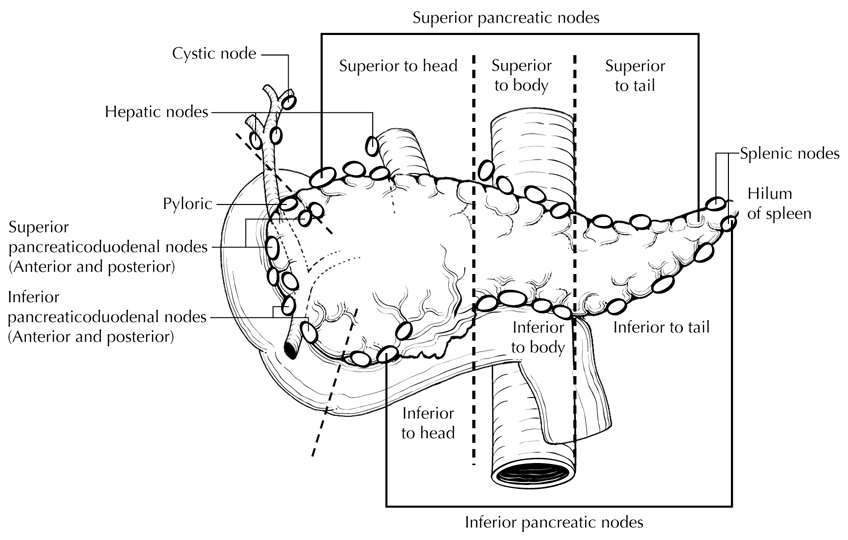 Superior pancreatic nodes
Cystic node
Superior to head
Superior
to body
Superior
to tail
Hepatic nodes
Splenic nodes
Hilum
of spleen
Pyloric
Superior
pancreaticoduodenal nodes
(Anterior and posterior)
Inferior
pancreaticoduodenal nodes
(Anterior and posterior)
Inferior
to body
Inferior to tail
Inferior
to head
Inferior pancreatic nodes